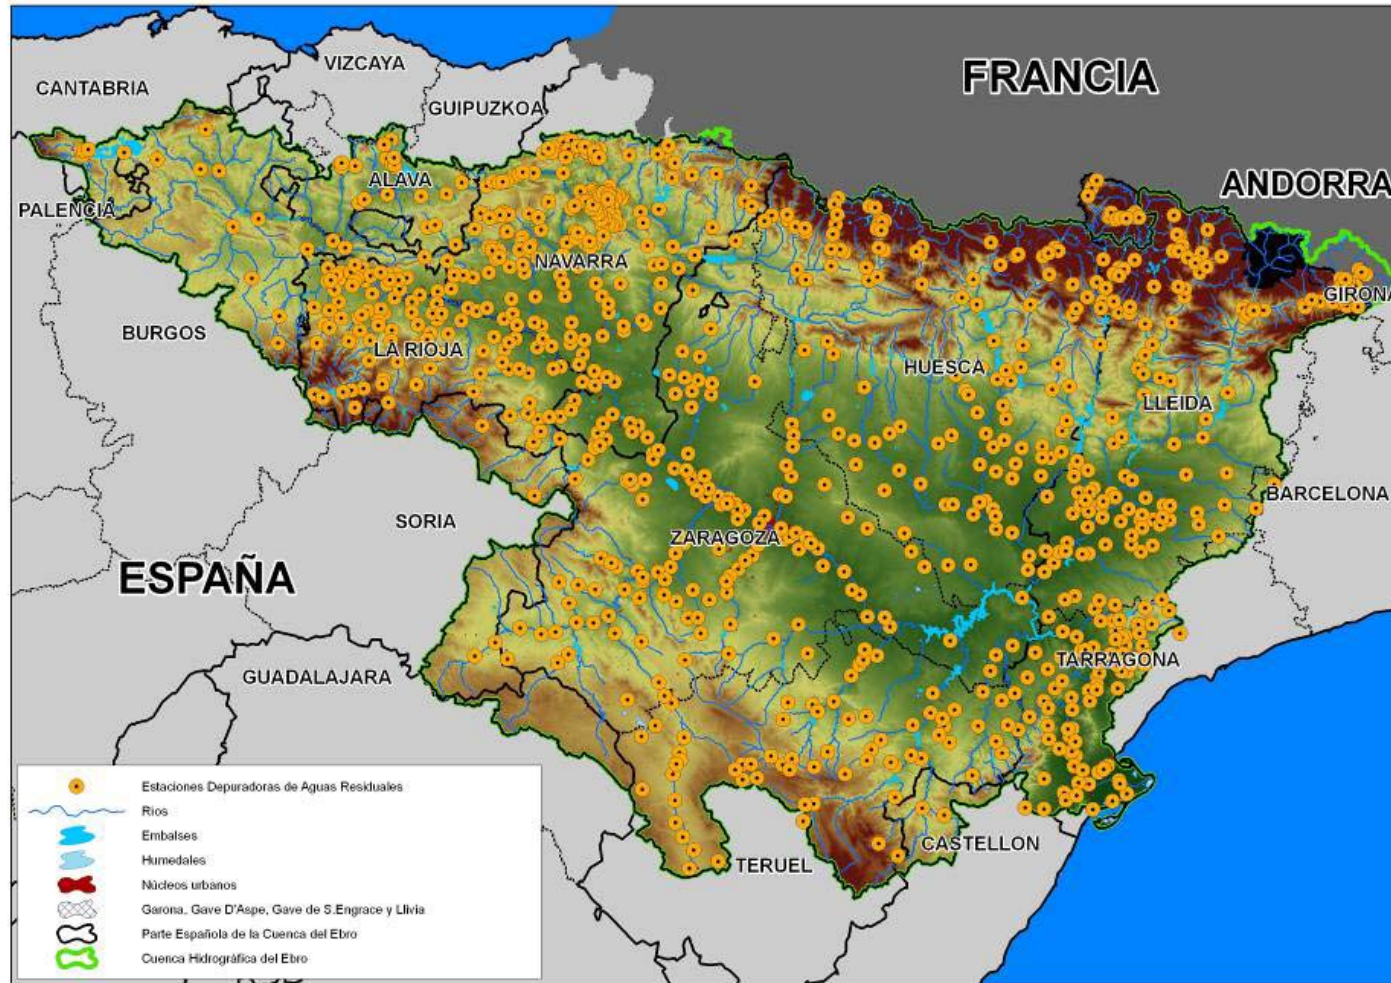 FRANCIA
VIZCAYA
CANTABRIA
GUIPUZKOA
ALAVA
ANDORRA
PALENCIA
NAVARRA
GIRONA
BURGOS
LA RIOJA
HUESCA
LLEIDA
BARCELONA
SORIA
ZARAGOZA
ESPAÑA
GUADALAJARA
TARRAGONA
CASTELLON
TERUEL
Estaciones Depuradoras de Aguas Residuales
Rios
Embalses
Humedales
Núcleos urbanos
Garona, Gave D'Aspe, Gave de S.Engrace y Llivia
Parte Española de la Cuenca del Ebro
Cuenca Hidrográfica del Ebro